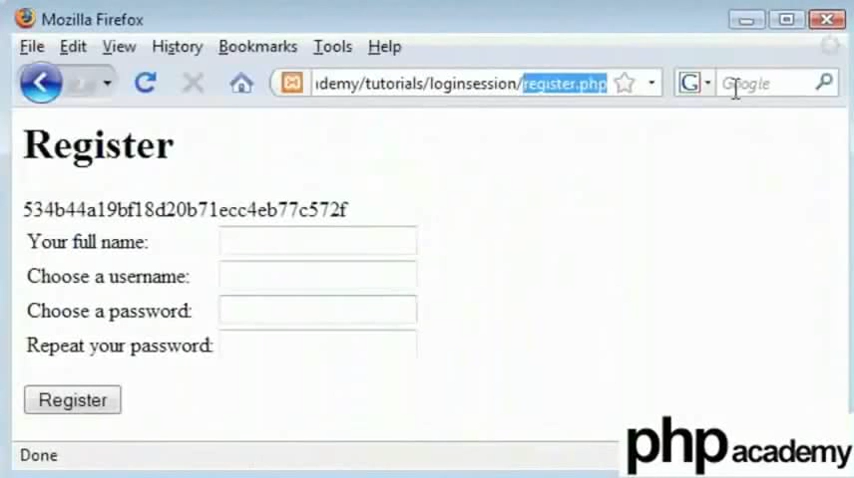 Mozilla Firefox
File Edit View History Bookmarks Tools Help
demy/tutorials/loginsession/register.php G Google
Register
534b44a19bf18d20b71ecc4eb77c572f
Your full name:
Choose a username:
Choose a password:
Repeat your password:
Register
Done
php academy